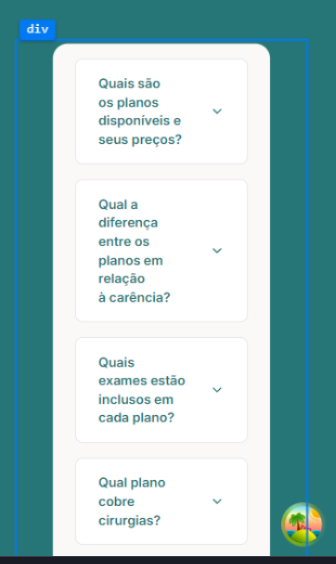 div
Quais são
os planos
disponíveis e
seus preços?
Qual a
diferença
entre os
planos em
relação
à carência?
Quais
exames estão
inclusos em
cada plano?
Qual plano
cobre
cirurgias?